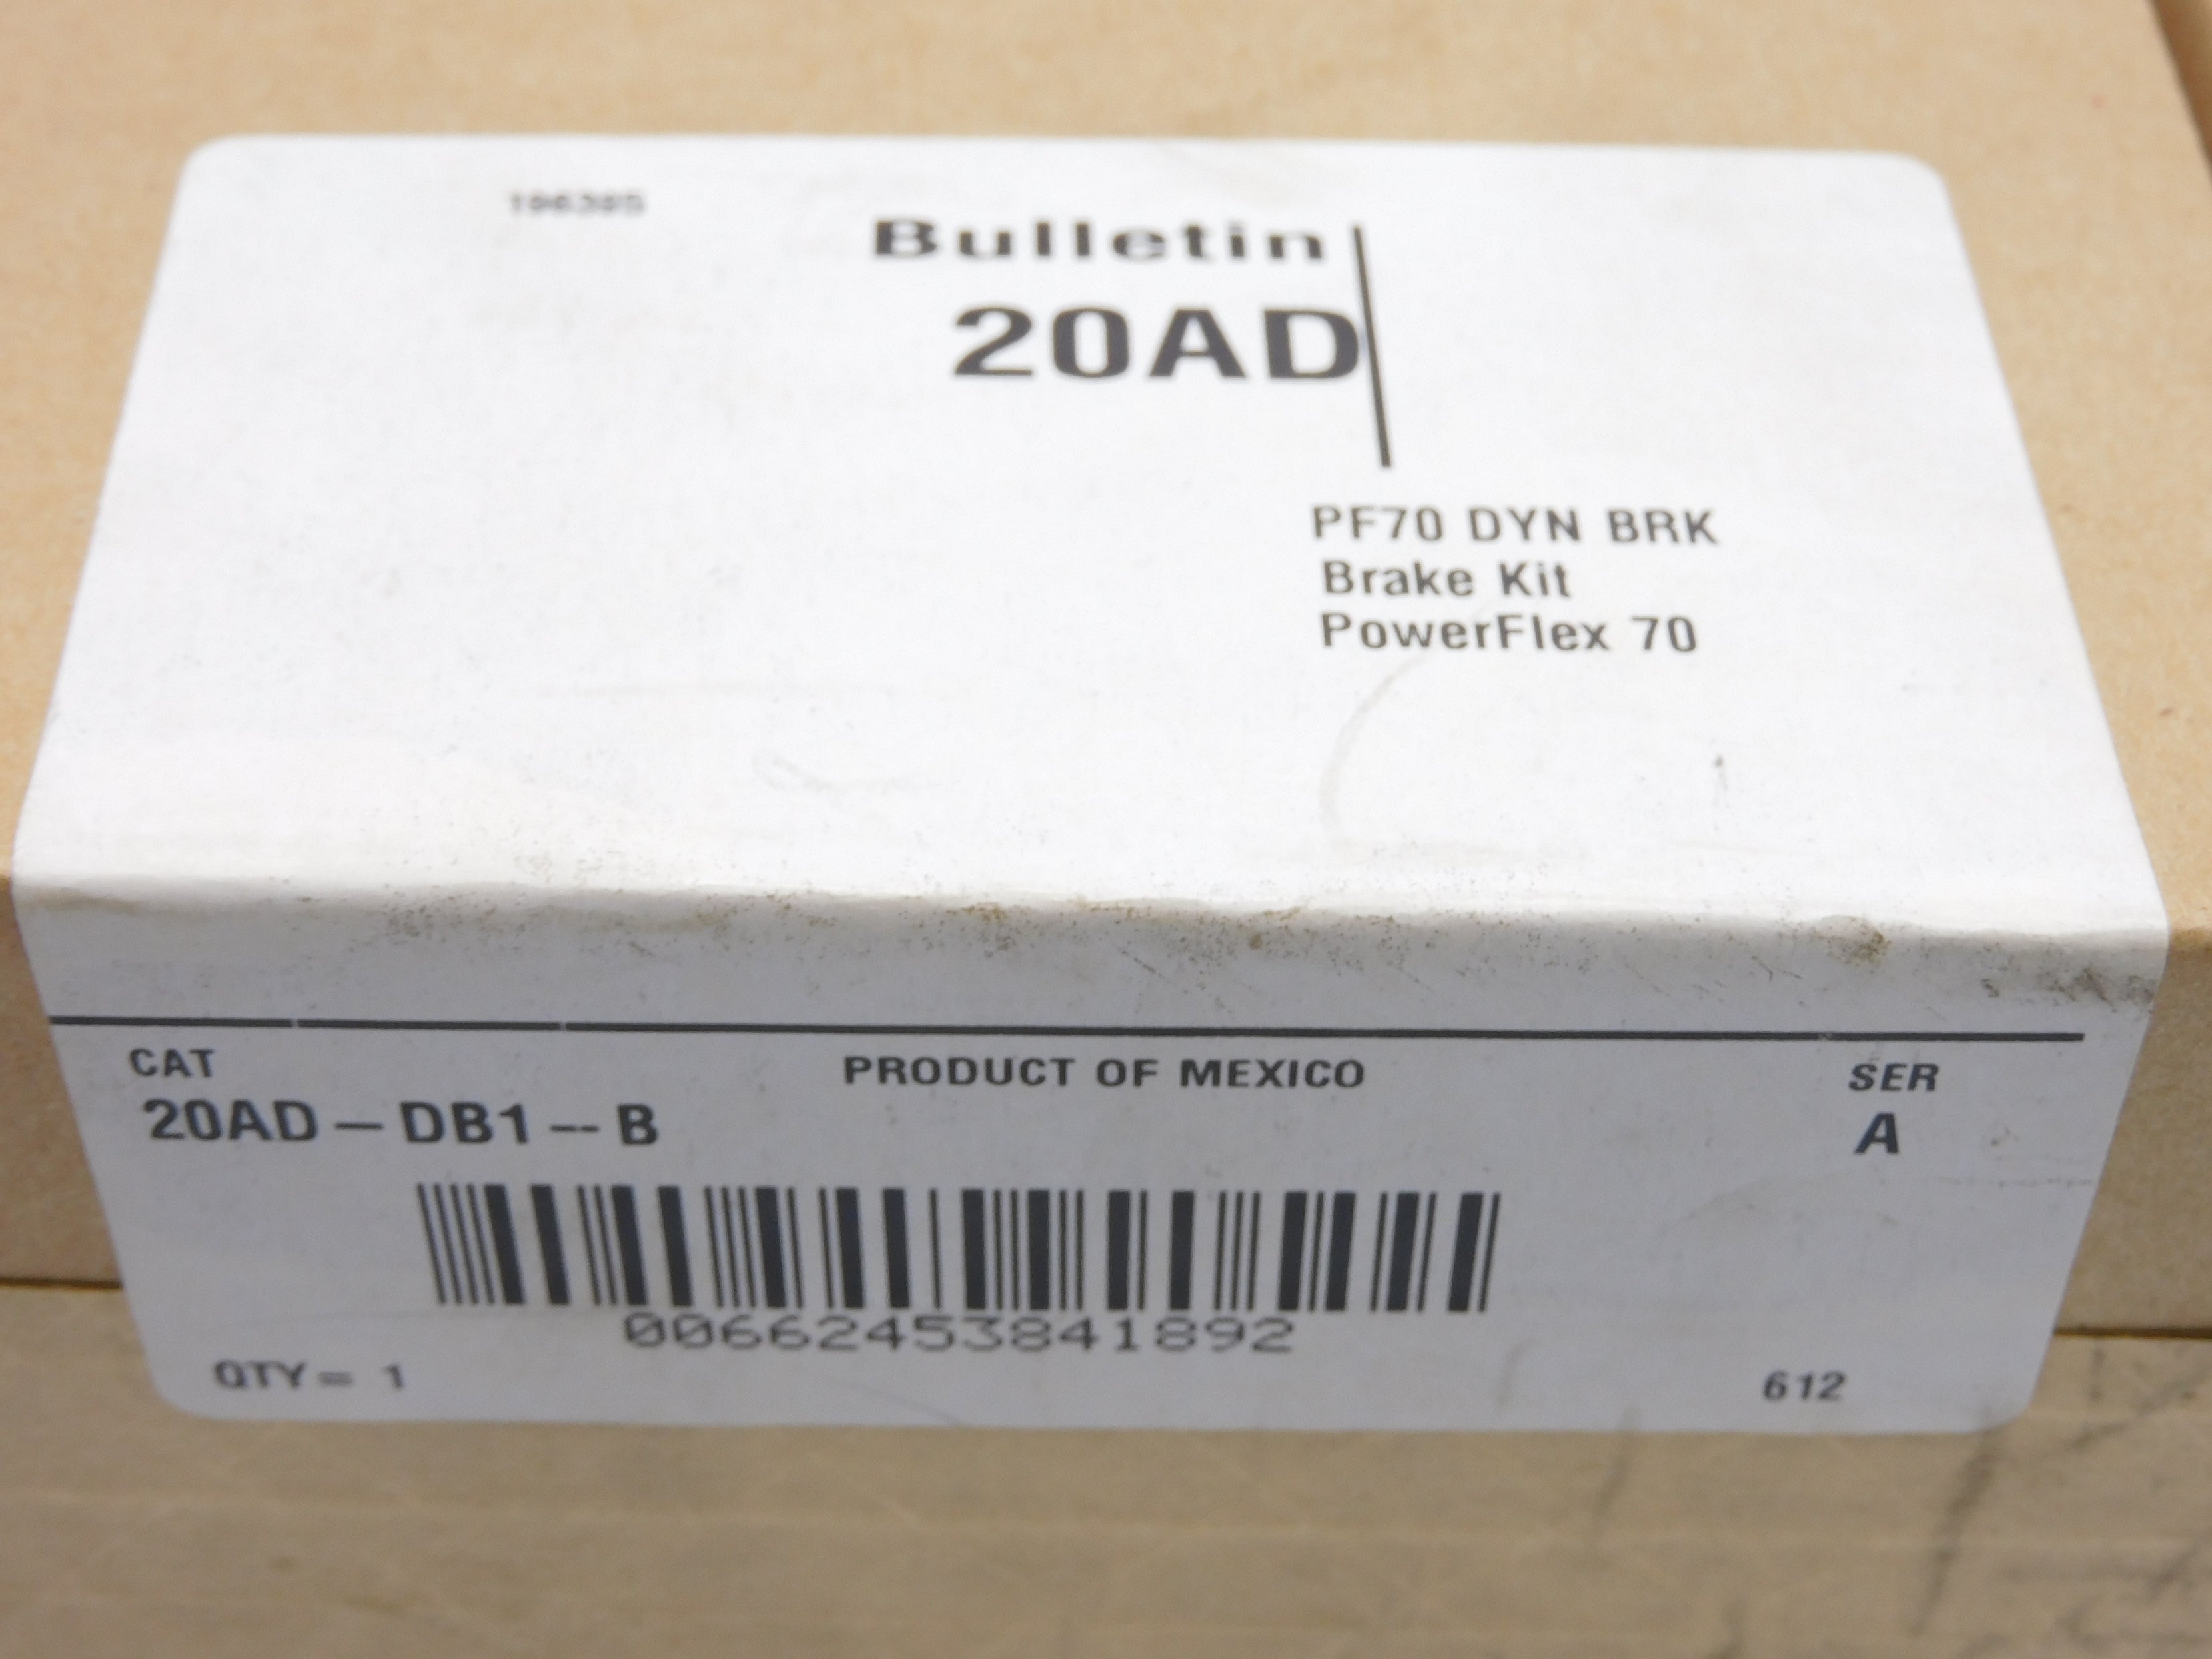 Bulletin
20AD
PF70 DYN BRK
Brake Kit
PowerFlex 70
CAT
PRODUCT OF MEXICO
SER
20AD-DB1-B
A
00662453841892
QTY= 1
612